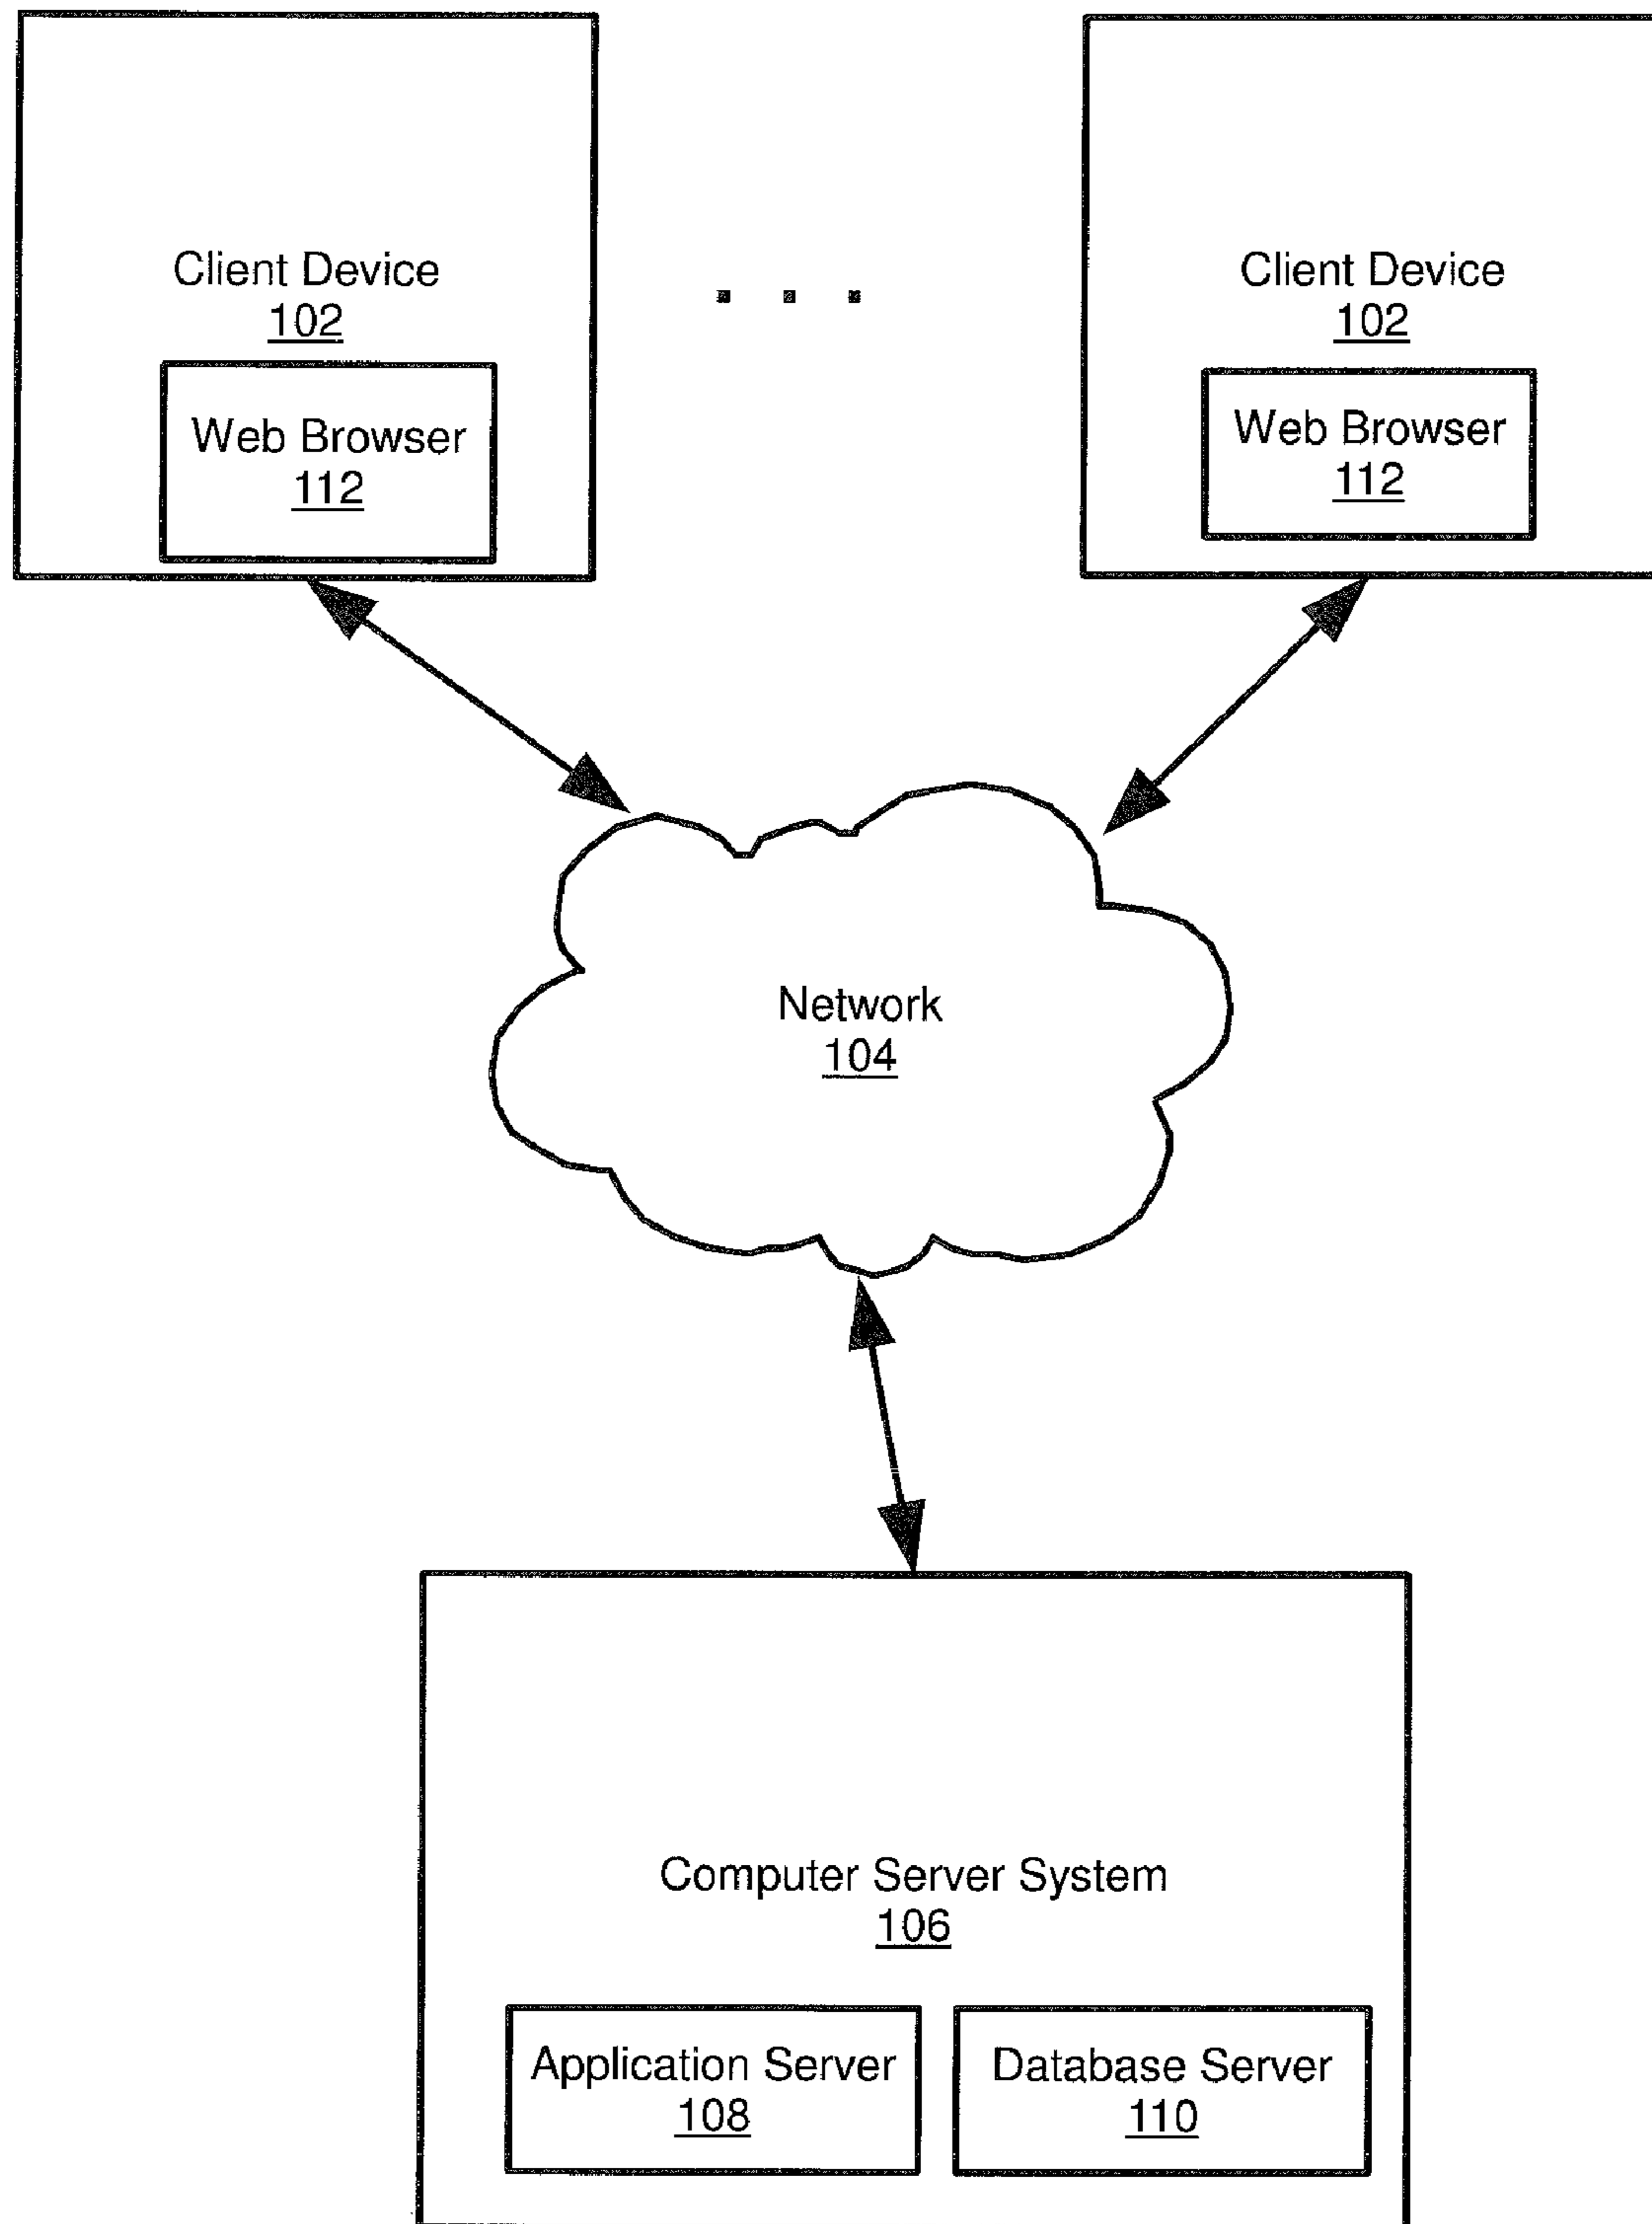 Client Device
102
Web Browser
112
. . .
Client Device
102
Web Browser
112
Network
104
Computer Server System
106
Application Server
108
Database Server
110